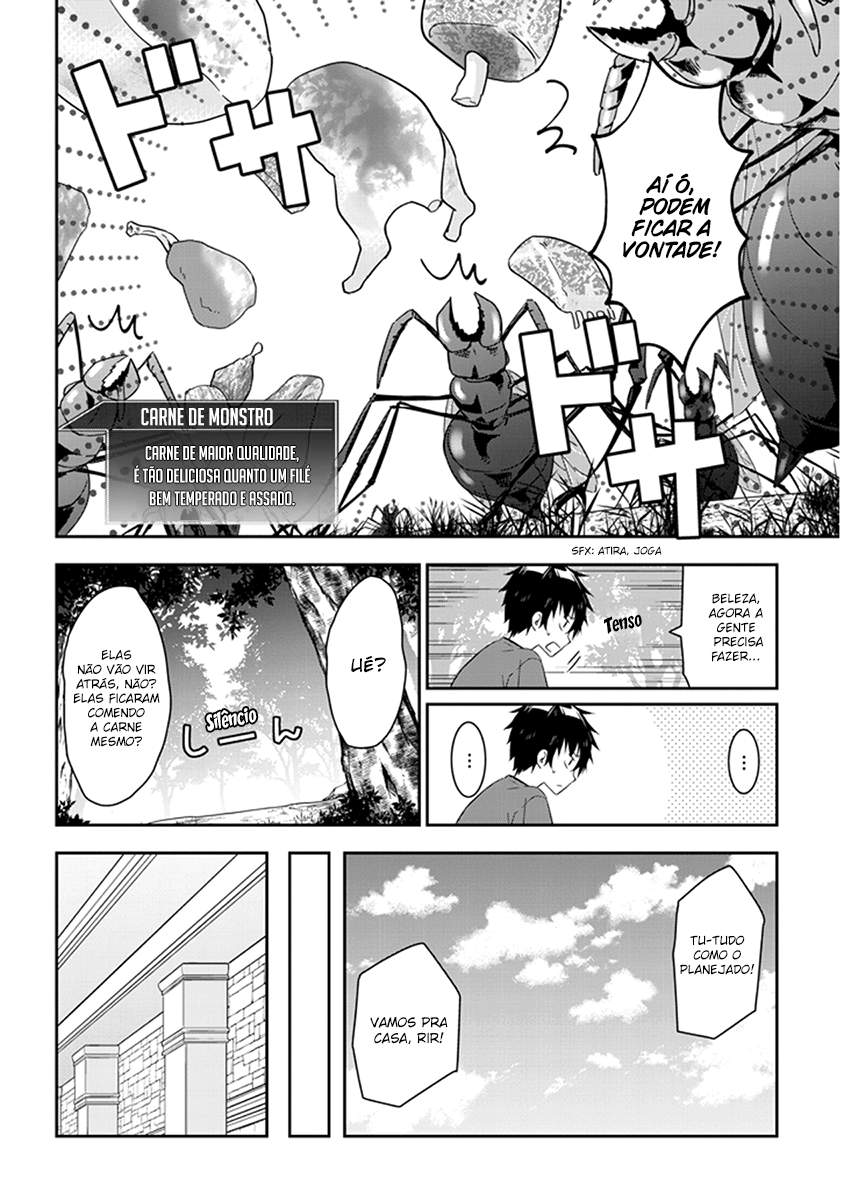 AÍ Ó,
PODEM
FICAR A
VONTADE!
ドサ
ドサ
CARNE DE MONSTRO
CARNE DE MAIOR QUALIDADE,
É TÃO DELICIOSA QUANTO UM FILÉ
BEM TEMPERADO E ASSADO.
SFX: ATIRA, JOGA
BELEZA,
AGORA A
GENTE
PRECISA
FAZER...
Tenso
...
...
UÉ?
Silêncio
しーん
ELAS
NÃO VÃO VIR
ATRÁS, NÃO?
ELAS FICARAM
COMENDO
A CARNE
MESMO?
TU-TUDO
COMO O
PLANEJADO!
VAMOS PRA
CASA, RIR!